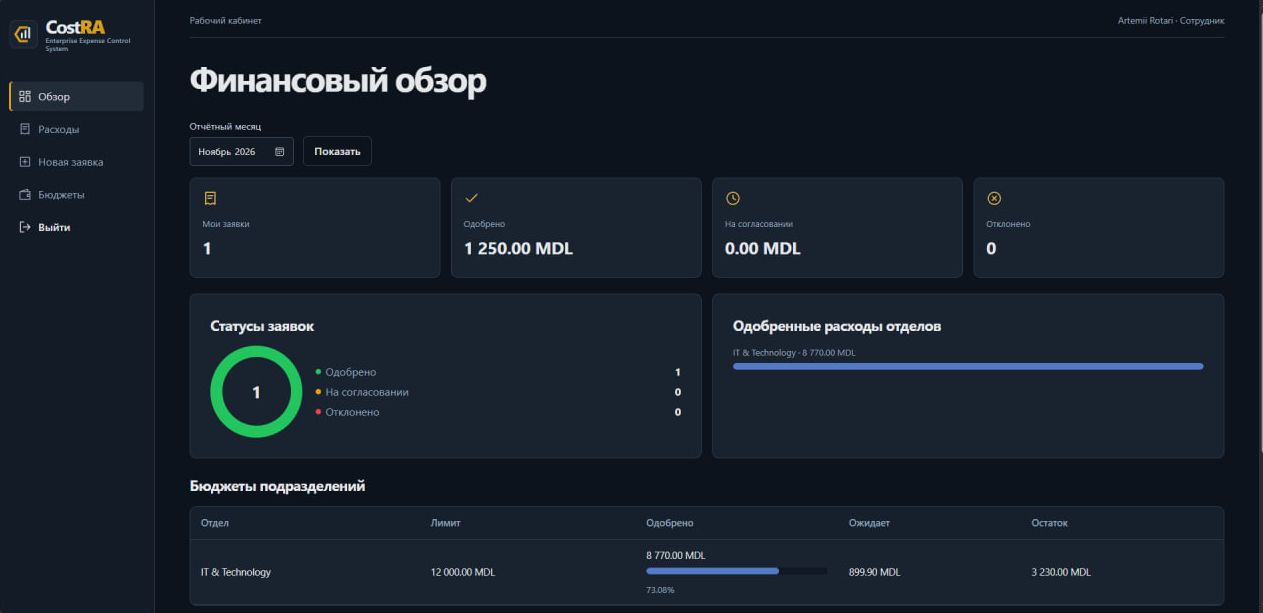 CostRA
Enterprise Expense Control
System
Обзор
Расходы
Новая заявка
Бюджеты
Выйти
Рабочий кабинет
Artemii Rotari · Сотрудник
Финансовый обзор
Отчётный месяц
Ноябрь 2026
Показать
Мои заявки
1
Одобрено
1 250.00 MDL
На согласовании
0.00 MDL
Отклонено
0
Статусы заявок
1
Одобрено 1
На согласовании 0
Отклонено 0
Одобренные расходы отделов
IT & Technology · 8 770.00 MDL
Бюджеты подразделений
Отдел Лимит Одобрено Ожидает Остаток
IT & Technology 12 000.00 MDL 8 770.00 MDL 899.90 MDL 3 230.00 MDL
73.08%